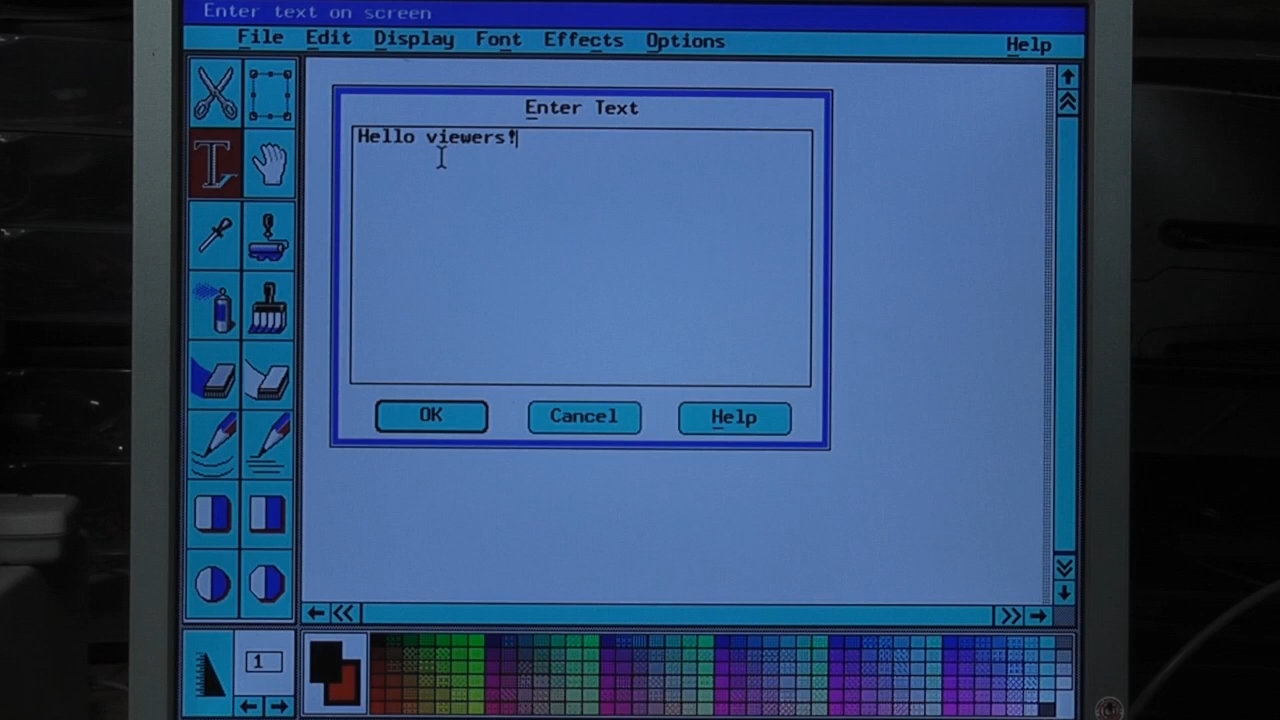 Enter text on screen
File Edit Display Font Effects Options Help
Enter Text
Hello viewers!
OK Cancel Help
1